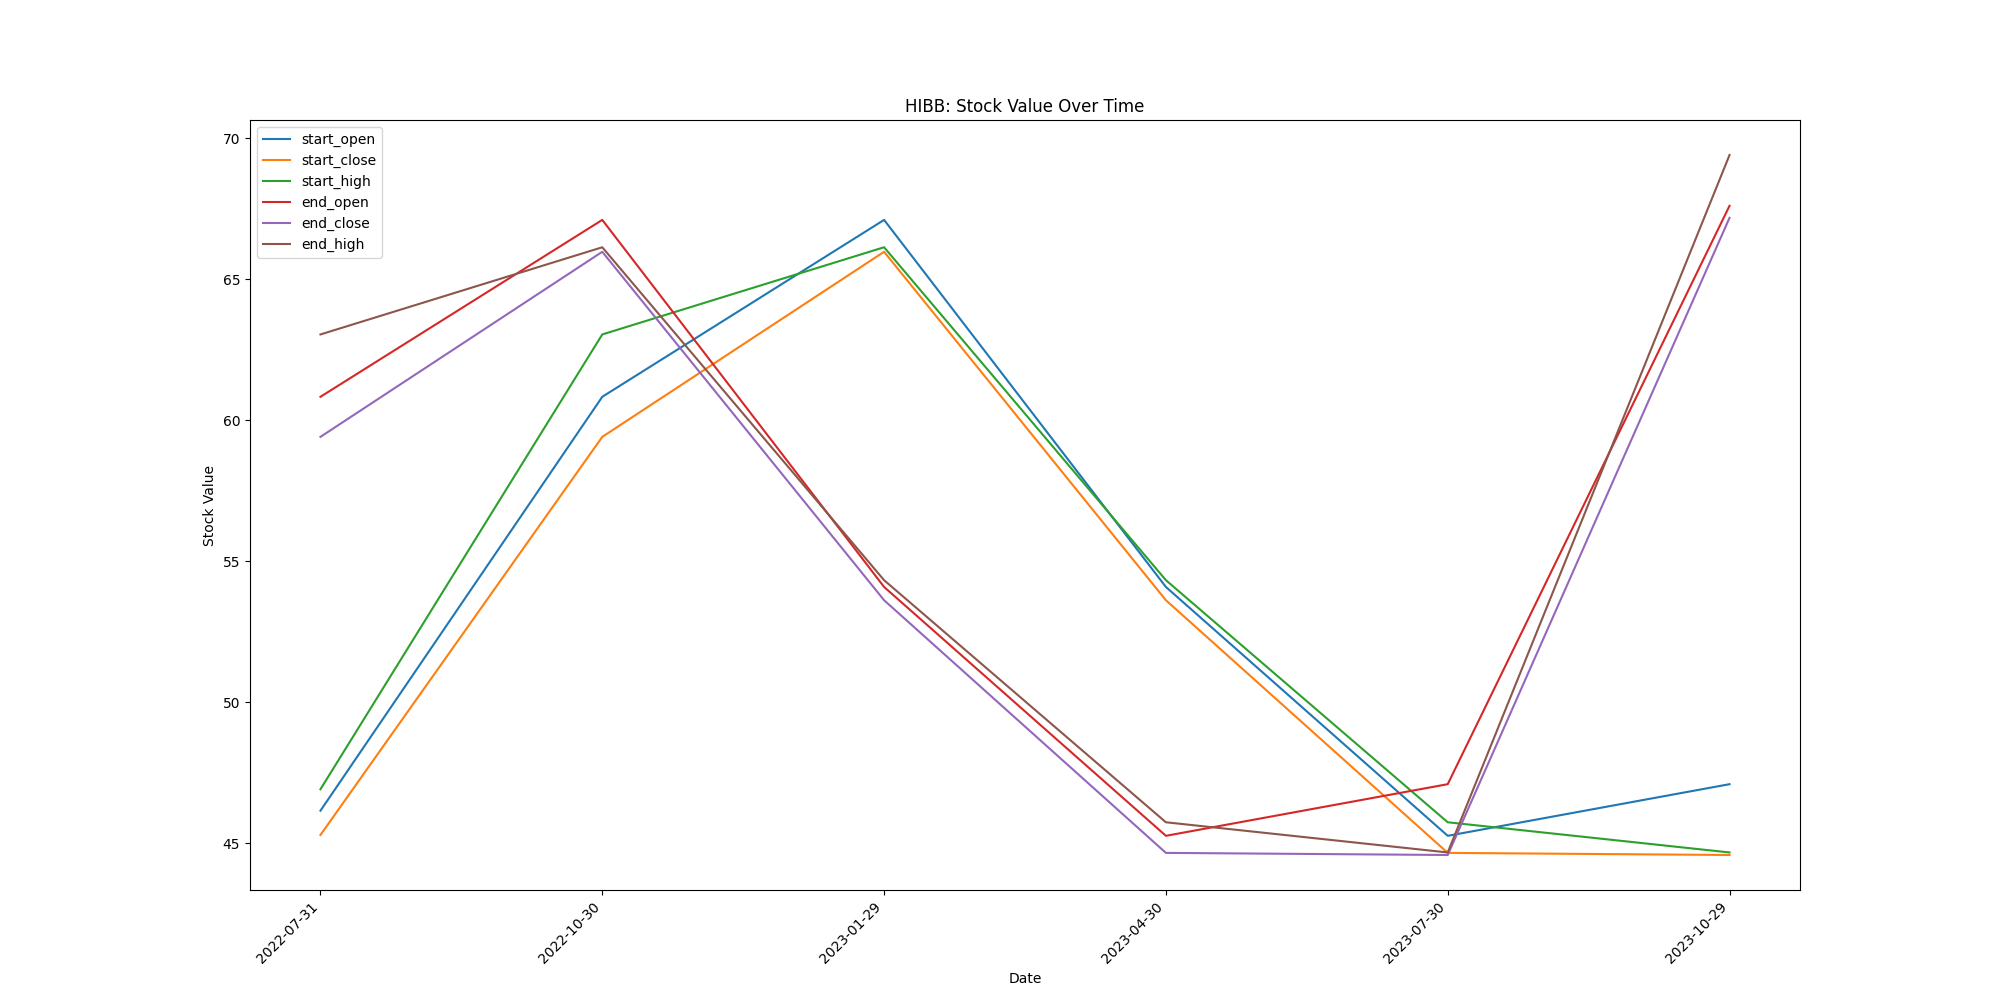 HIBB: Stock Value Over Time
start_open
start_close
start_high
end_open
end_close
end_high
Stock Value
70
65
60
55
50
45
2022-07-31
2022-10-30
2023-01-29
2023-04-30
2023-07-30
2023-10-29
Date